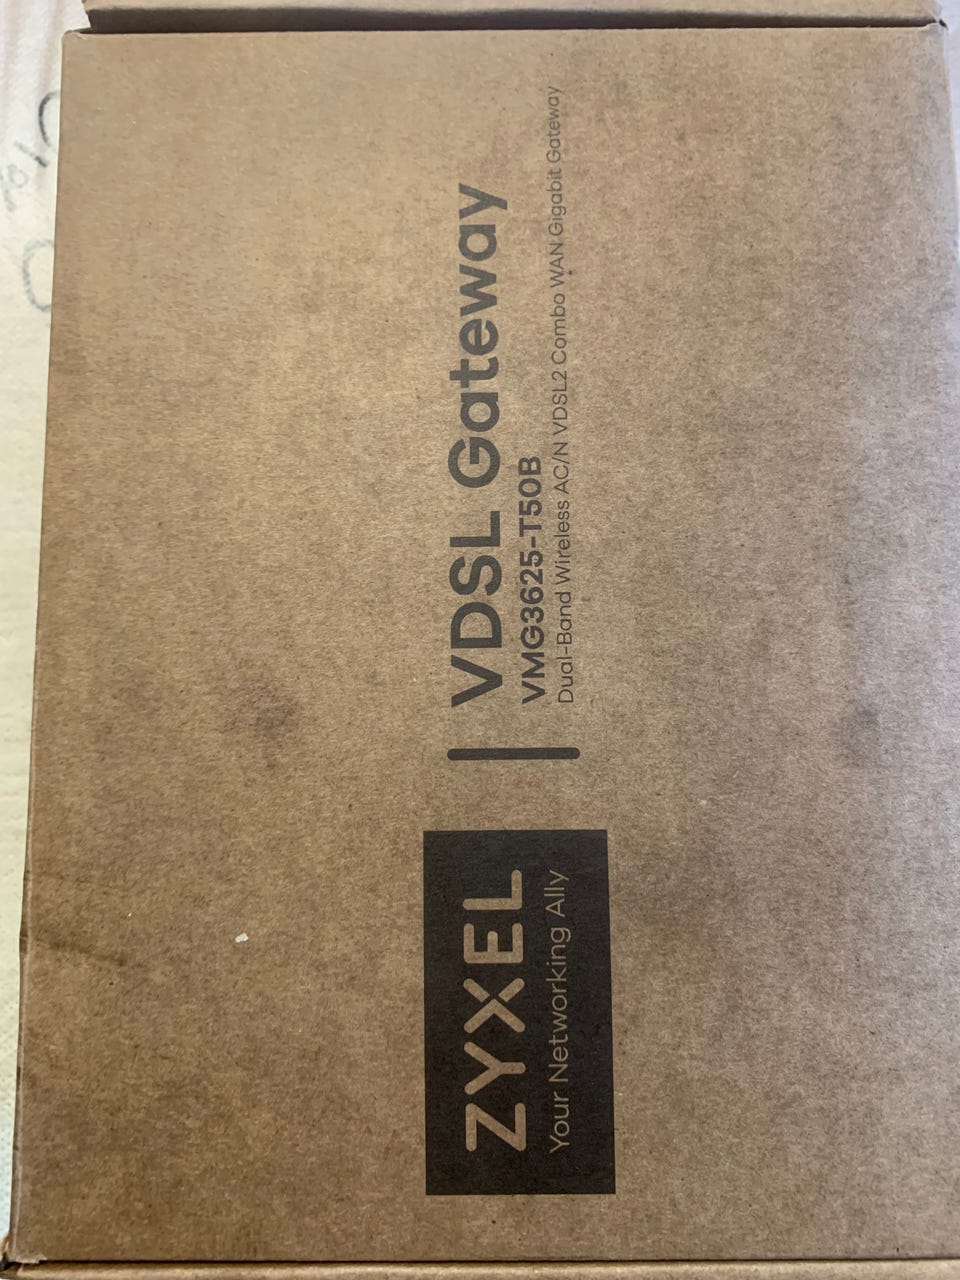 ZYXEL
Your Networking Ally
VDSL Gateway
VMG3625-T50B
Dual-Band Wireless AC/N VDSL2 Combo WAN Gigabit Gateway